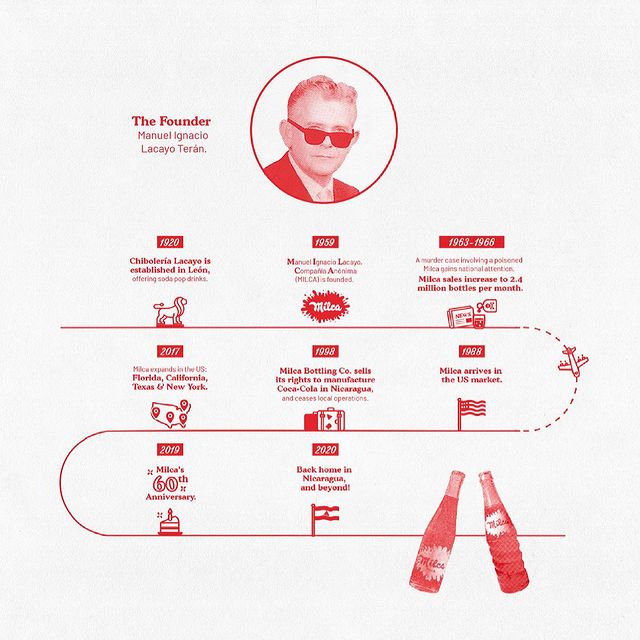 The Founder
Manuel Ignacio
Lacayo Terán.
1920
Chibolería Lacayo is
established in León,
offering soda pop drinks.
1959
Manuel Ignacio Lacayo.
Compañía Anónima
(MILCA) is founded.
Milca
1963-1966
A murder case involving a poisoned
Milca gains national attention.
Milca sales increase to 2.4
million bottles per month.
NEWS
2017
Milca expands in the US:
Florida, California,
Texas & New York.
1998
Milca Bottling Co. sells
its rights to manufacture
Coca-Cola in Nicaragua,
and ceases local operations.
1988
Milca arrives in
the US market.
2019
Milca's
60th
Anniversary.
2020
Back home in
Nicaragua,
and beyond!
Milca
Milca